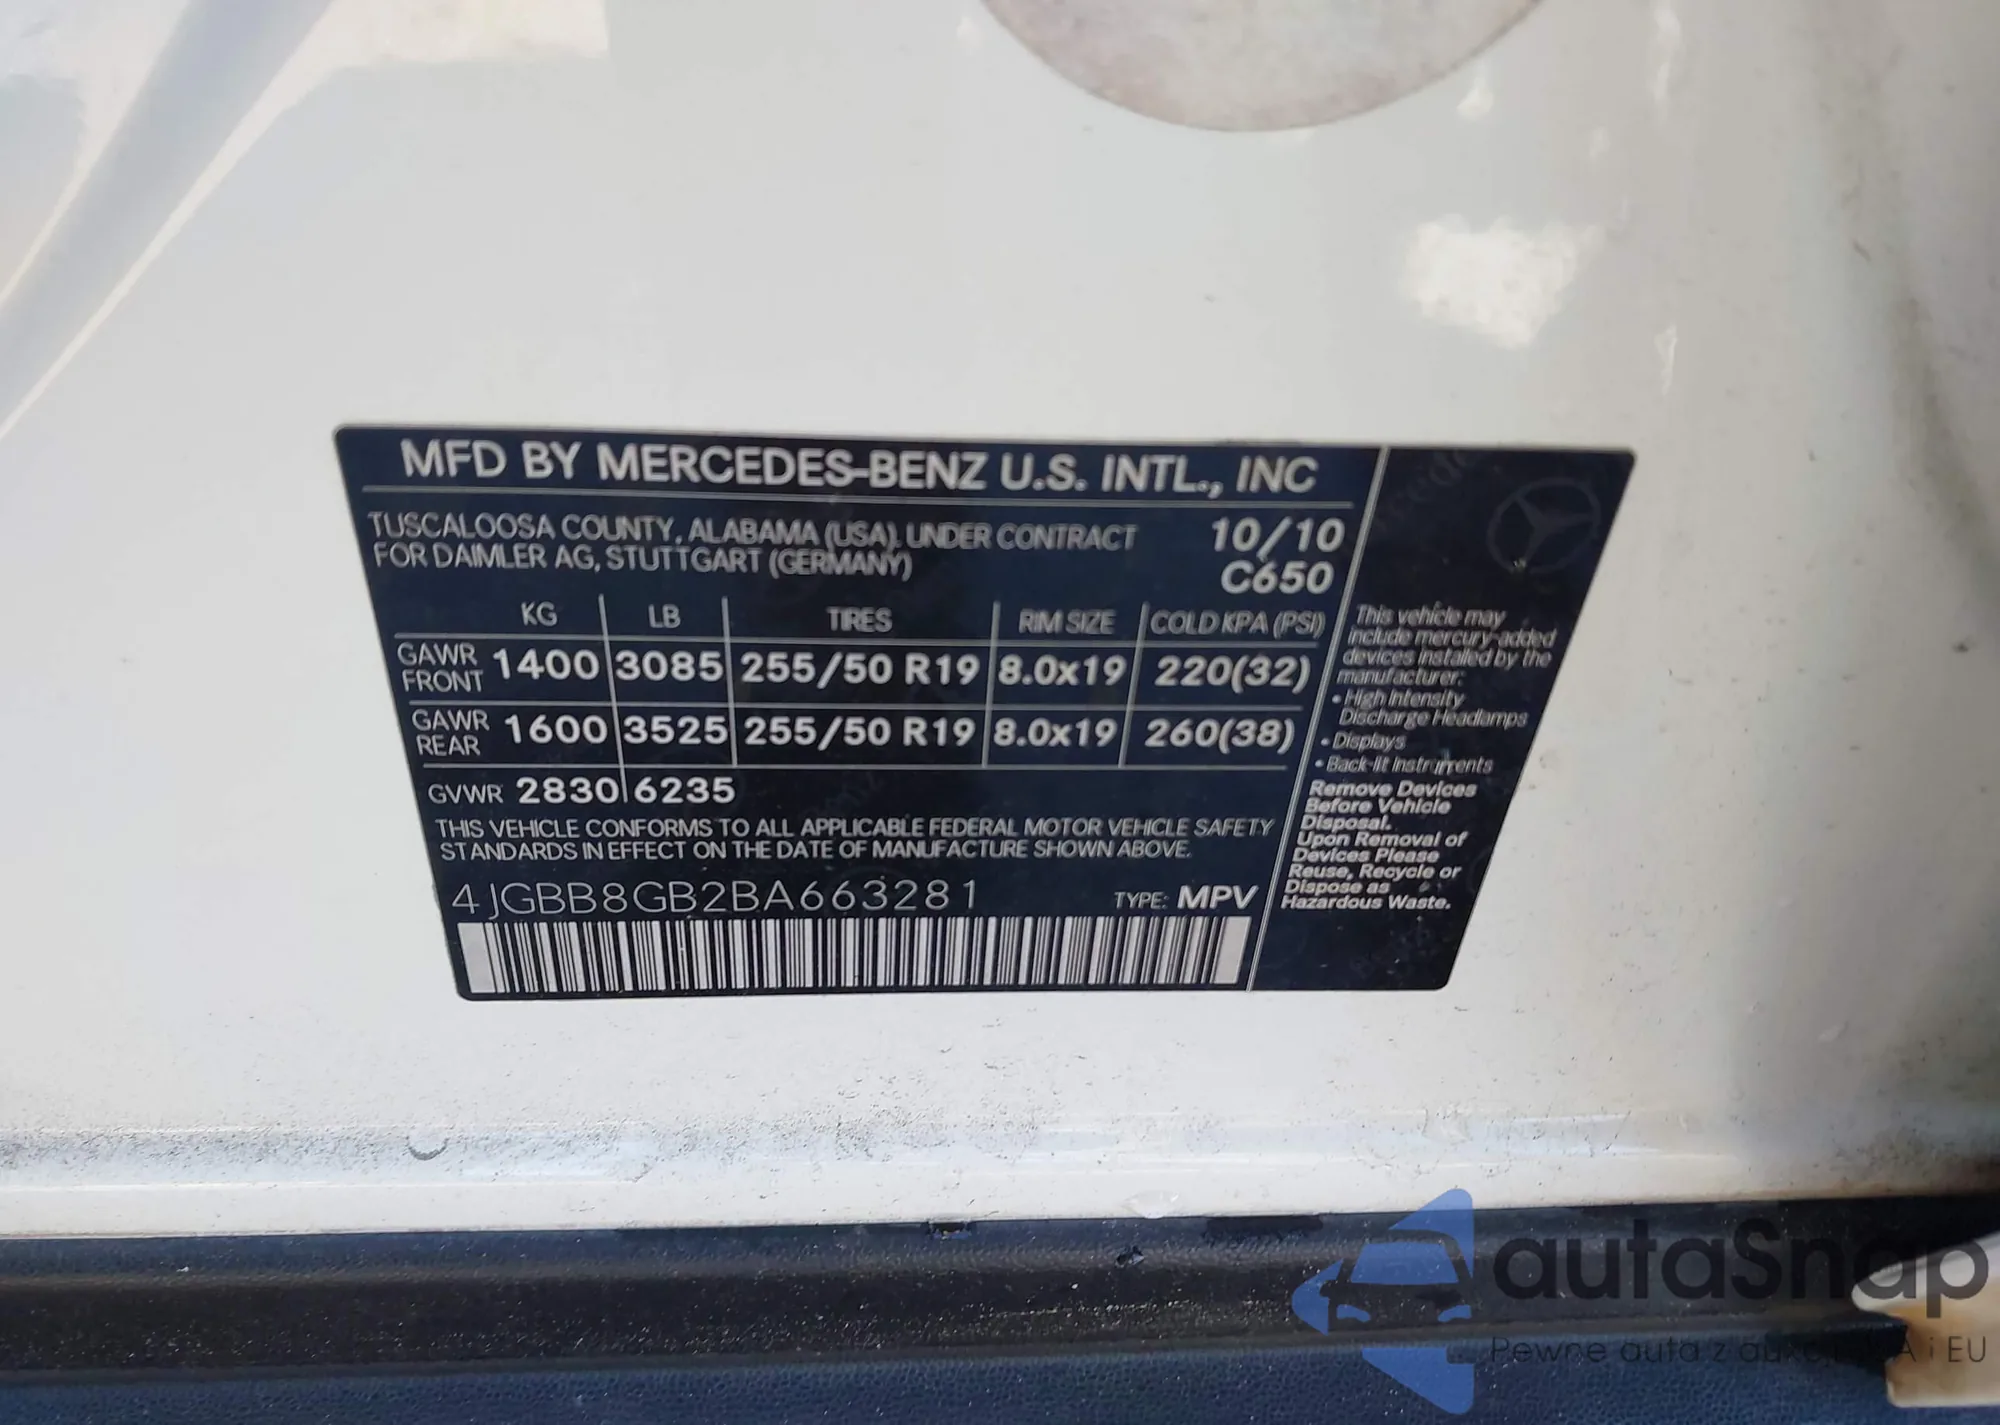 MFD BY MERCEDES-BENZ U.S. INTL., INC
TUSCALOOSA COUNTY, ALABAMA (USA), UNDER CONTRACT
FOR DAIMLER AG, STUTTGART (GERMANY)
10/10
C650
KG LB TIRES RIM SIZE COLD KPA (PSI)
GAWR FRONT 1400 3085 255/50 R19 8.0x19 220(32)
GAWR REAR 1600 3525 255/50 R19 8.0x19 260(38)
GVWR 2830 6235
THIS VEHICLE CONFORMS TO ALL APPLICABLE FEDERAL MOTOR VEHICLE SAFETY
STANDARDS IN EFFECT ON THE DATE OF MANUFACTURE SHOWN ABOVE.
4JGBB8GB2BA663281 TYPE: MPV
This vehicle may
include mercury-added
devices installed by the
manufacturer:
• High Intensity
Discharge Headlamps
• Displays
• Back-lit Instruments
Remove Devices
Before Vehicle
Disposal.
Upon Removal of
Devices Please
Reuse, Recycle or
Dispose as
Hazardous Waste.
autaSnap
Pewne auta z aukcji i EU